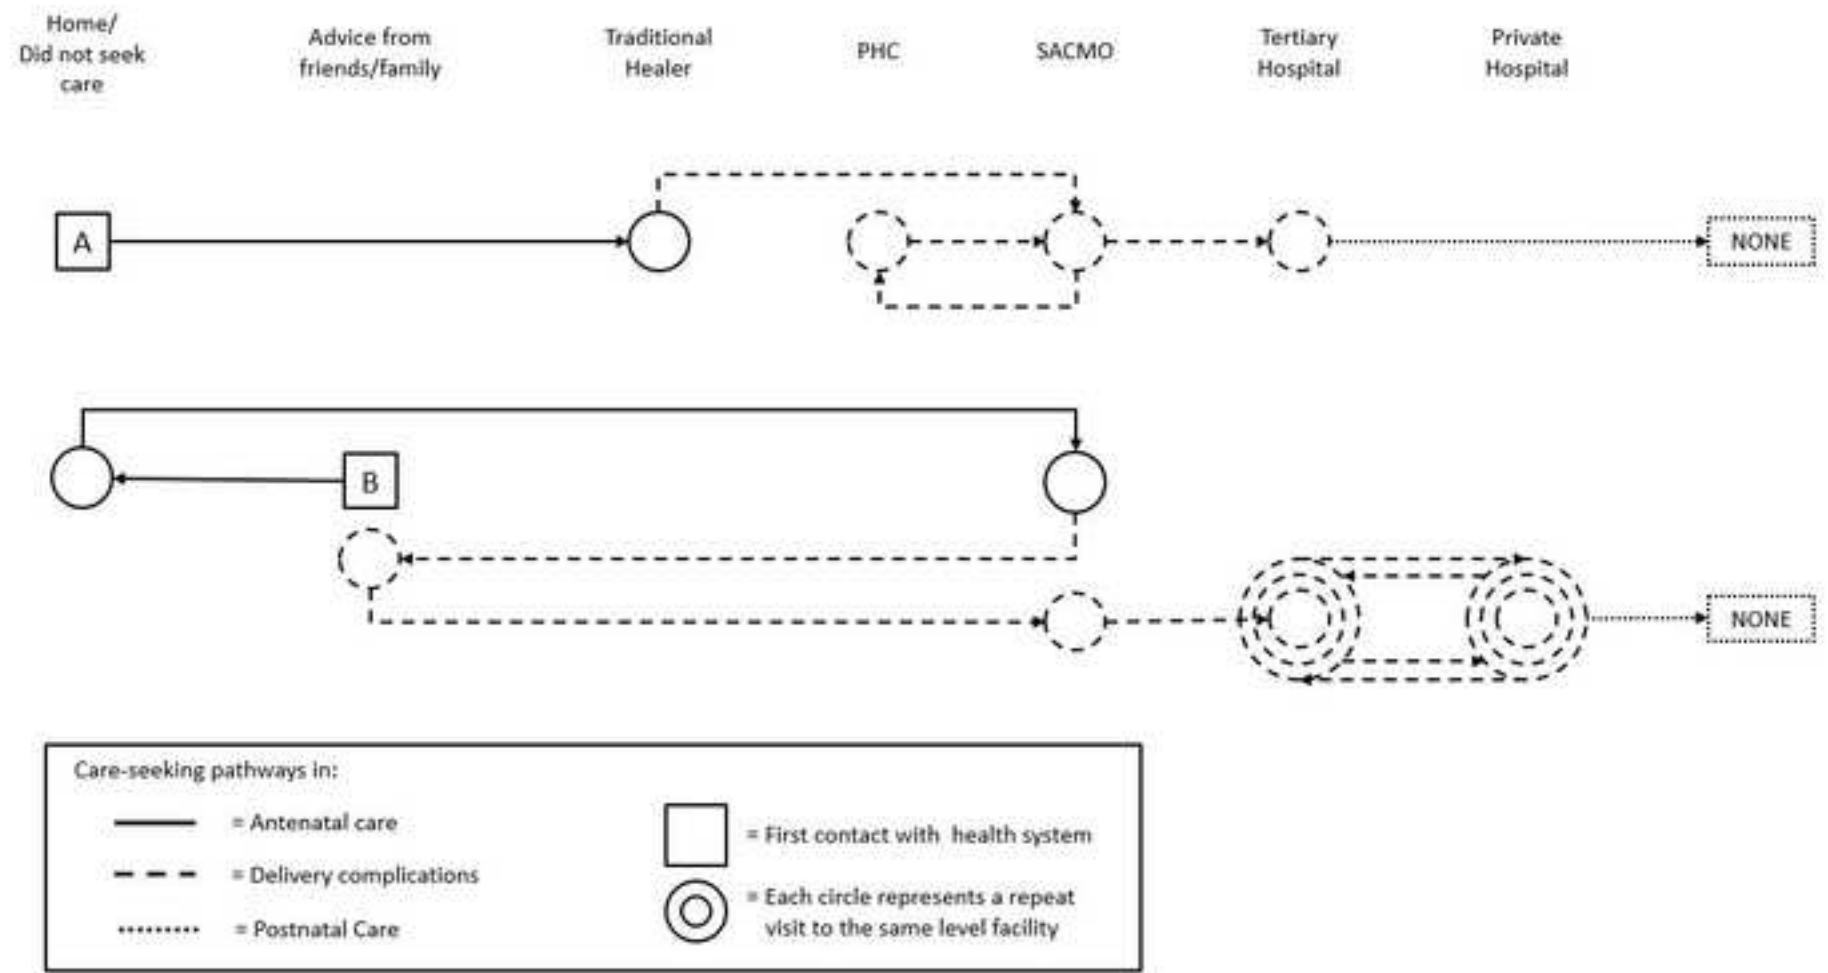 Home/
Did not seek
care
Advice from
friends/family
Traditional
Healer
PHC
SACMO
Tertiary
Hospital
Private
Hospital
A
NONE
B
NONE
Care-seeking pathways in:
= Antenatal care
= Delivery complications
= Postnatal Care
= First contact with health system
= Each circle represents a repeat
visit to the same level facility